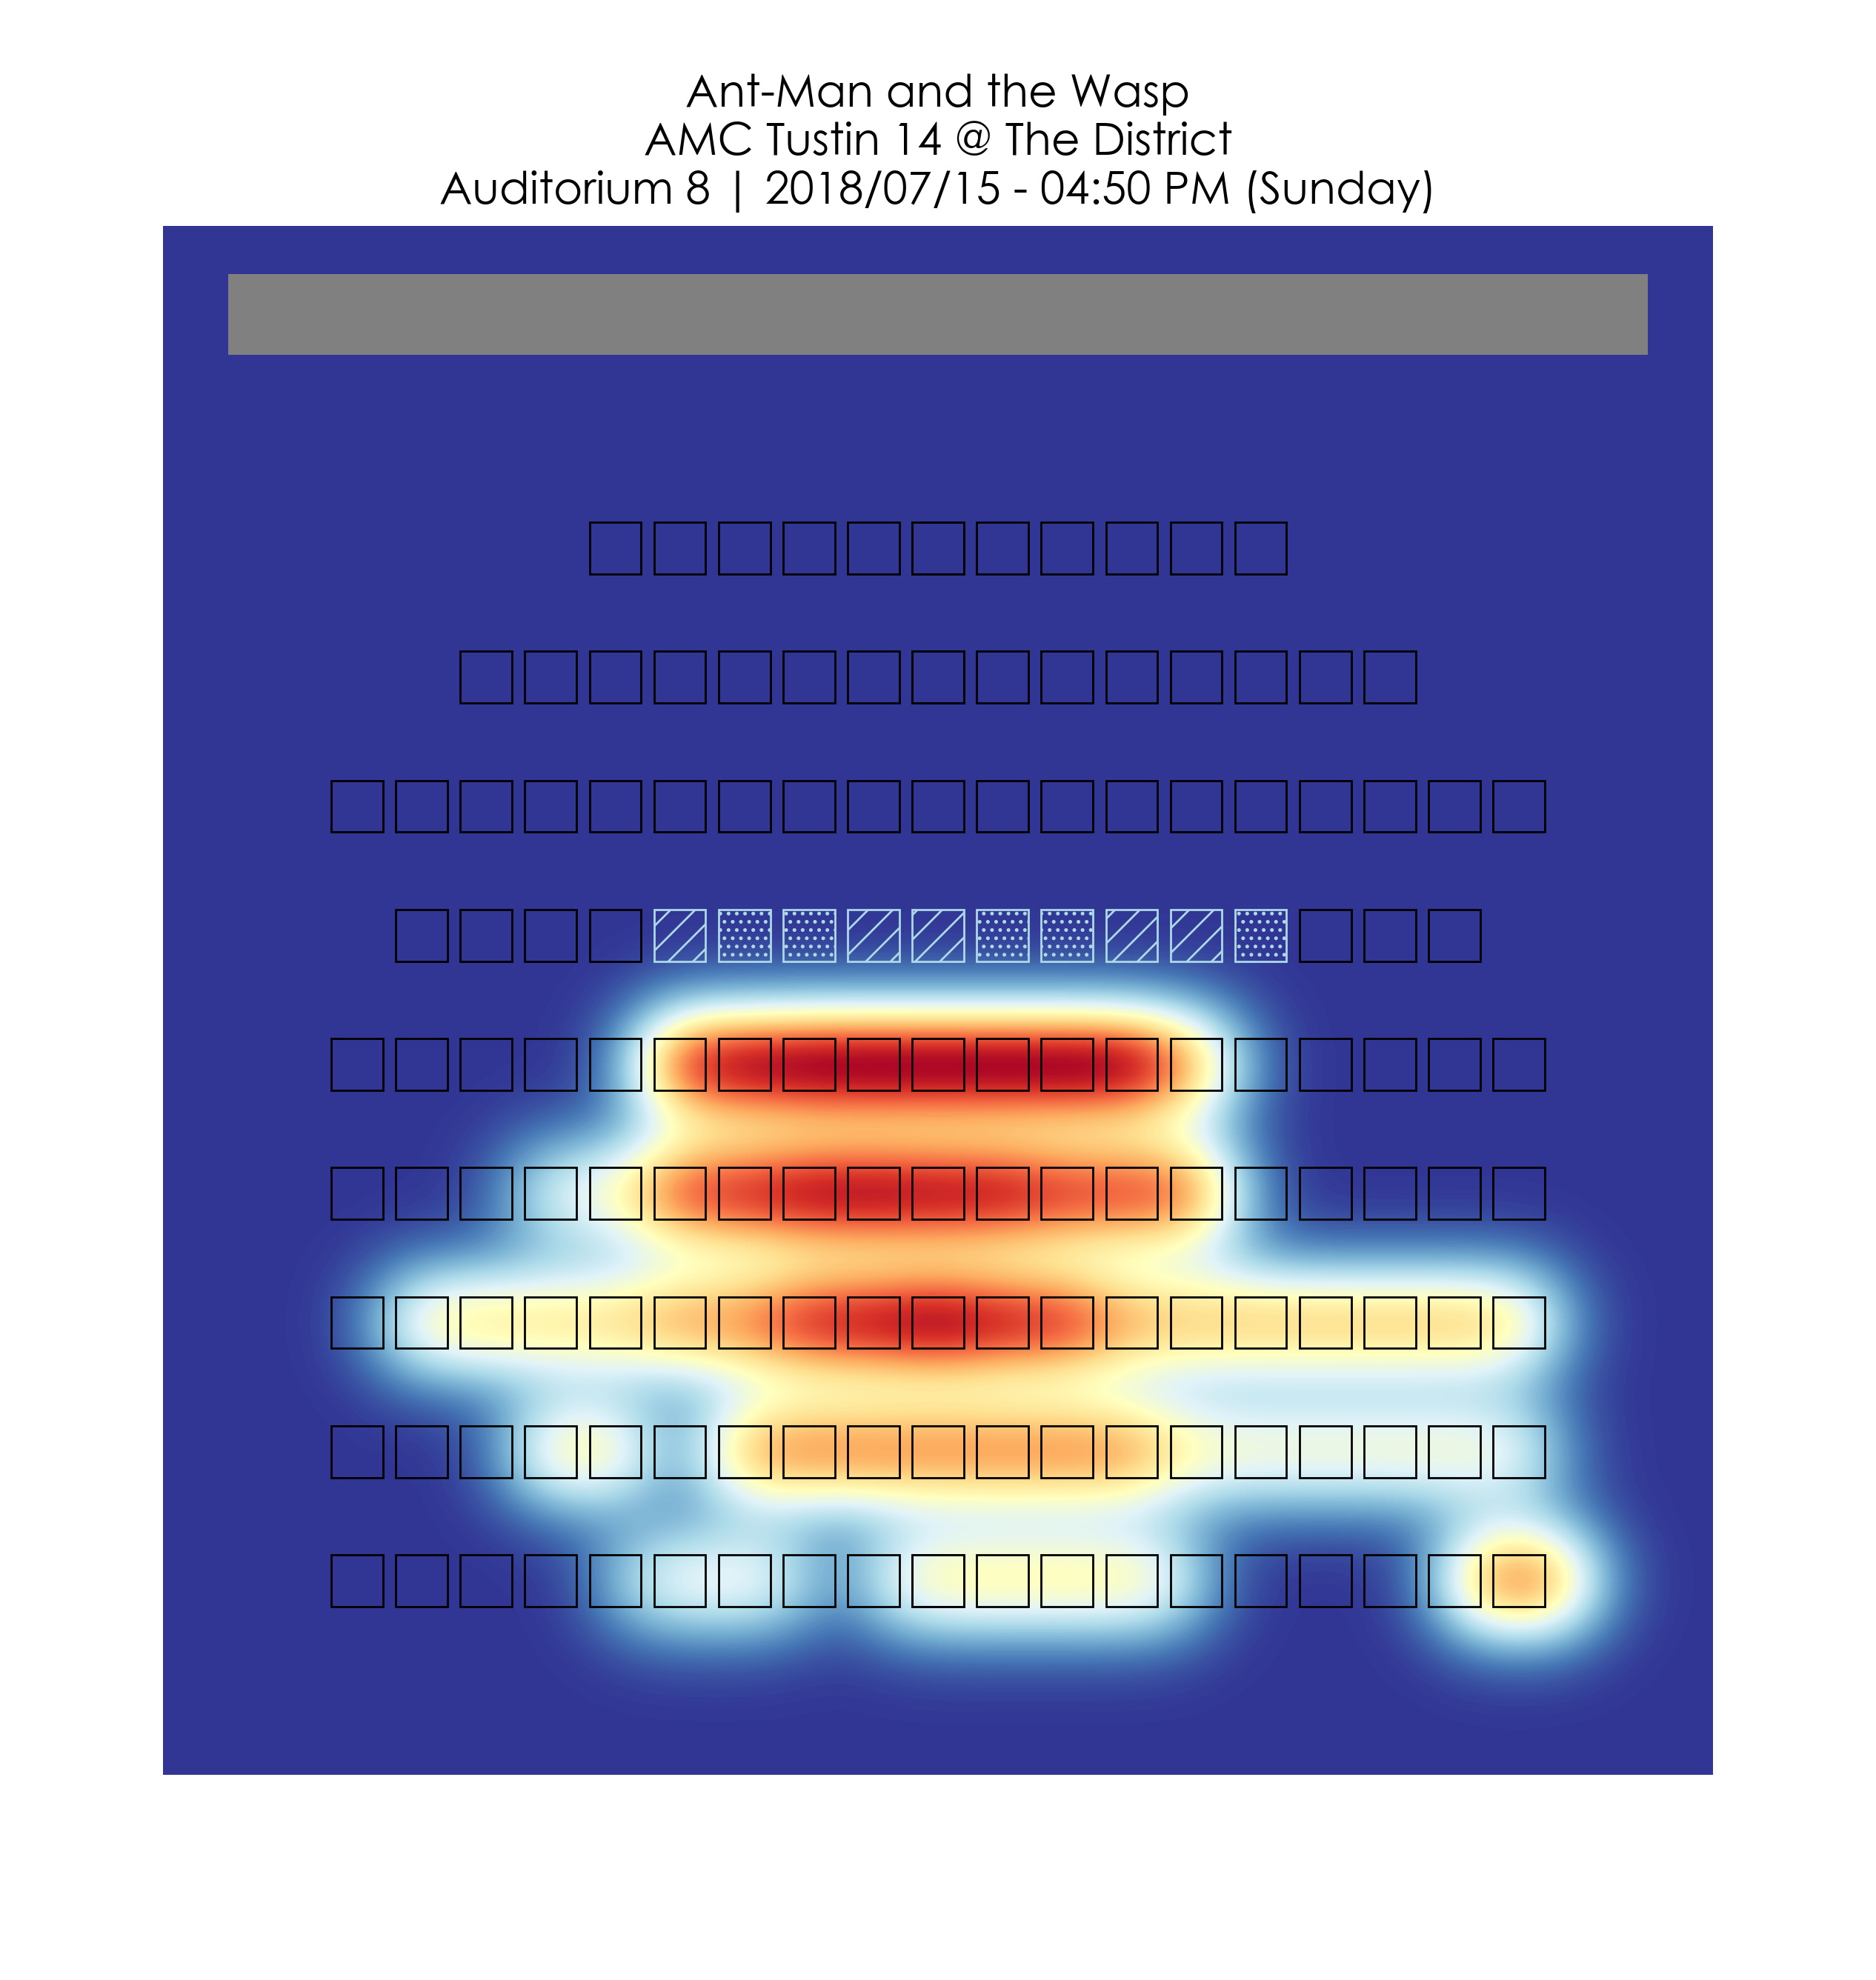 Ant-Man and the Wasp
AMC Tustin 14 @ The District
Auditorium 8 | 2018/07/15 - 04:50 PM (Sunday)